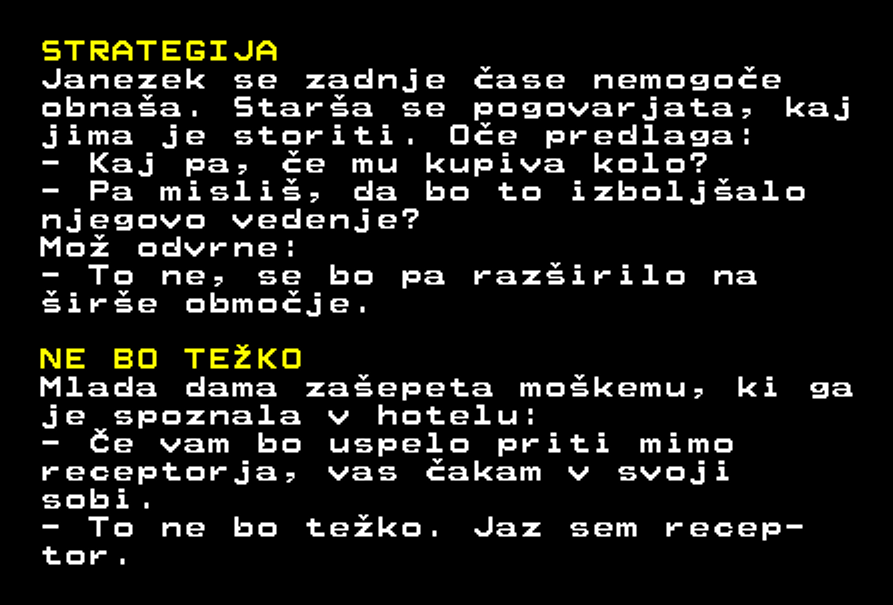 STRATEGIJA
Janezek se zadnje čase nemogoče
obnaša. Starša se pogovarjata, kaj
jima je storiti. Oče predlaga:
- Kaj pa, če mu kupiva kolo?
- Pa misliš, da bo to izboljšalo
njegovo vedenje?
Mož odvrne:
- To ne, se bo pa razširilo na
širše območje.

NE BO TEŽKO
Mlada dama zašepeta moškemu, ki ga
je spoznala v hotelu:
- Če vam bo uspelo priti mimo
receptorja, vas čakam v svoji
sobi.
- To ne bo težko. Jaz sem recep-
tor.